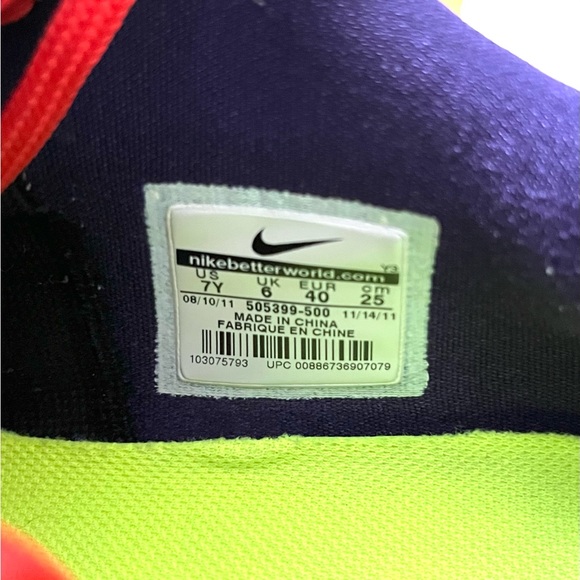 nikebetterworld.com Y3
US UK EUR cm
7Y 6 40 25
08/10/11 505399-500 11/14/11
MADE IN CHINA
FABRIQUE EN CHINE
103075793 UPC 00886736907079